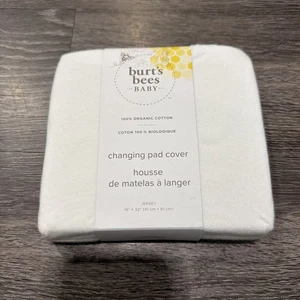 burt's
bees
BABY
100% ORGANIC COTTON
COTON 100 % BIOLOGIQUE
changing pad cover
housse
de matelas à langer
JERSEY